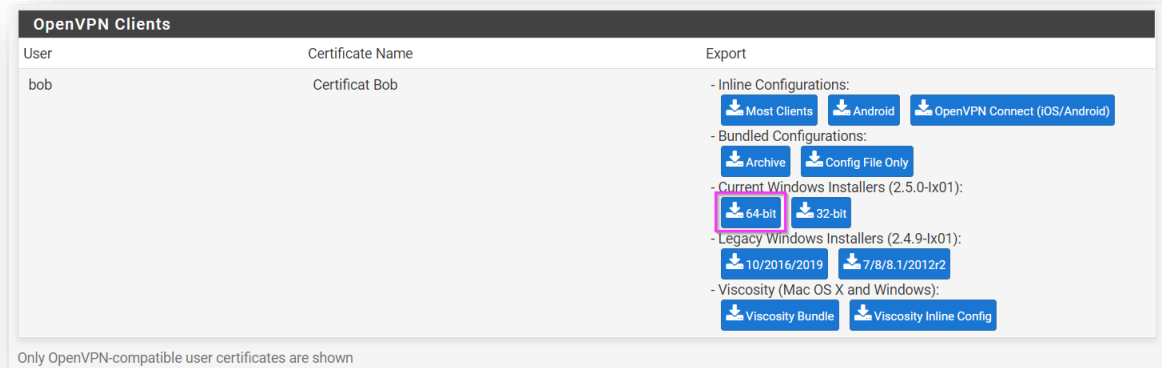 OpenVPN Clients
User Certificate Name Export
bob Certificat Bob - Inline Configurations:
Most Clients Android OpenVPN Connect (iOS/Android)
- Bundled Configurations:
Archive Config File Only
- Current Windows Installers (2.5.0-Ix01):
64-bit 32-bit
- Legacy Windows Installers (2.4.9-Ix01):
10/2016/2019 7/8/8.1/2012r2
- Viscosity (Mac OS X and Windows):
Viscosity Bundle Viscosity Inline Config
Only OpenVPN-compatible user certificates are shown